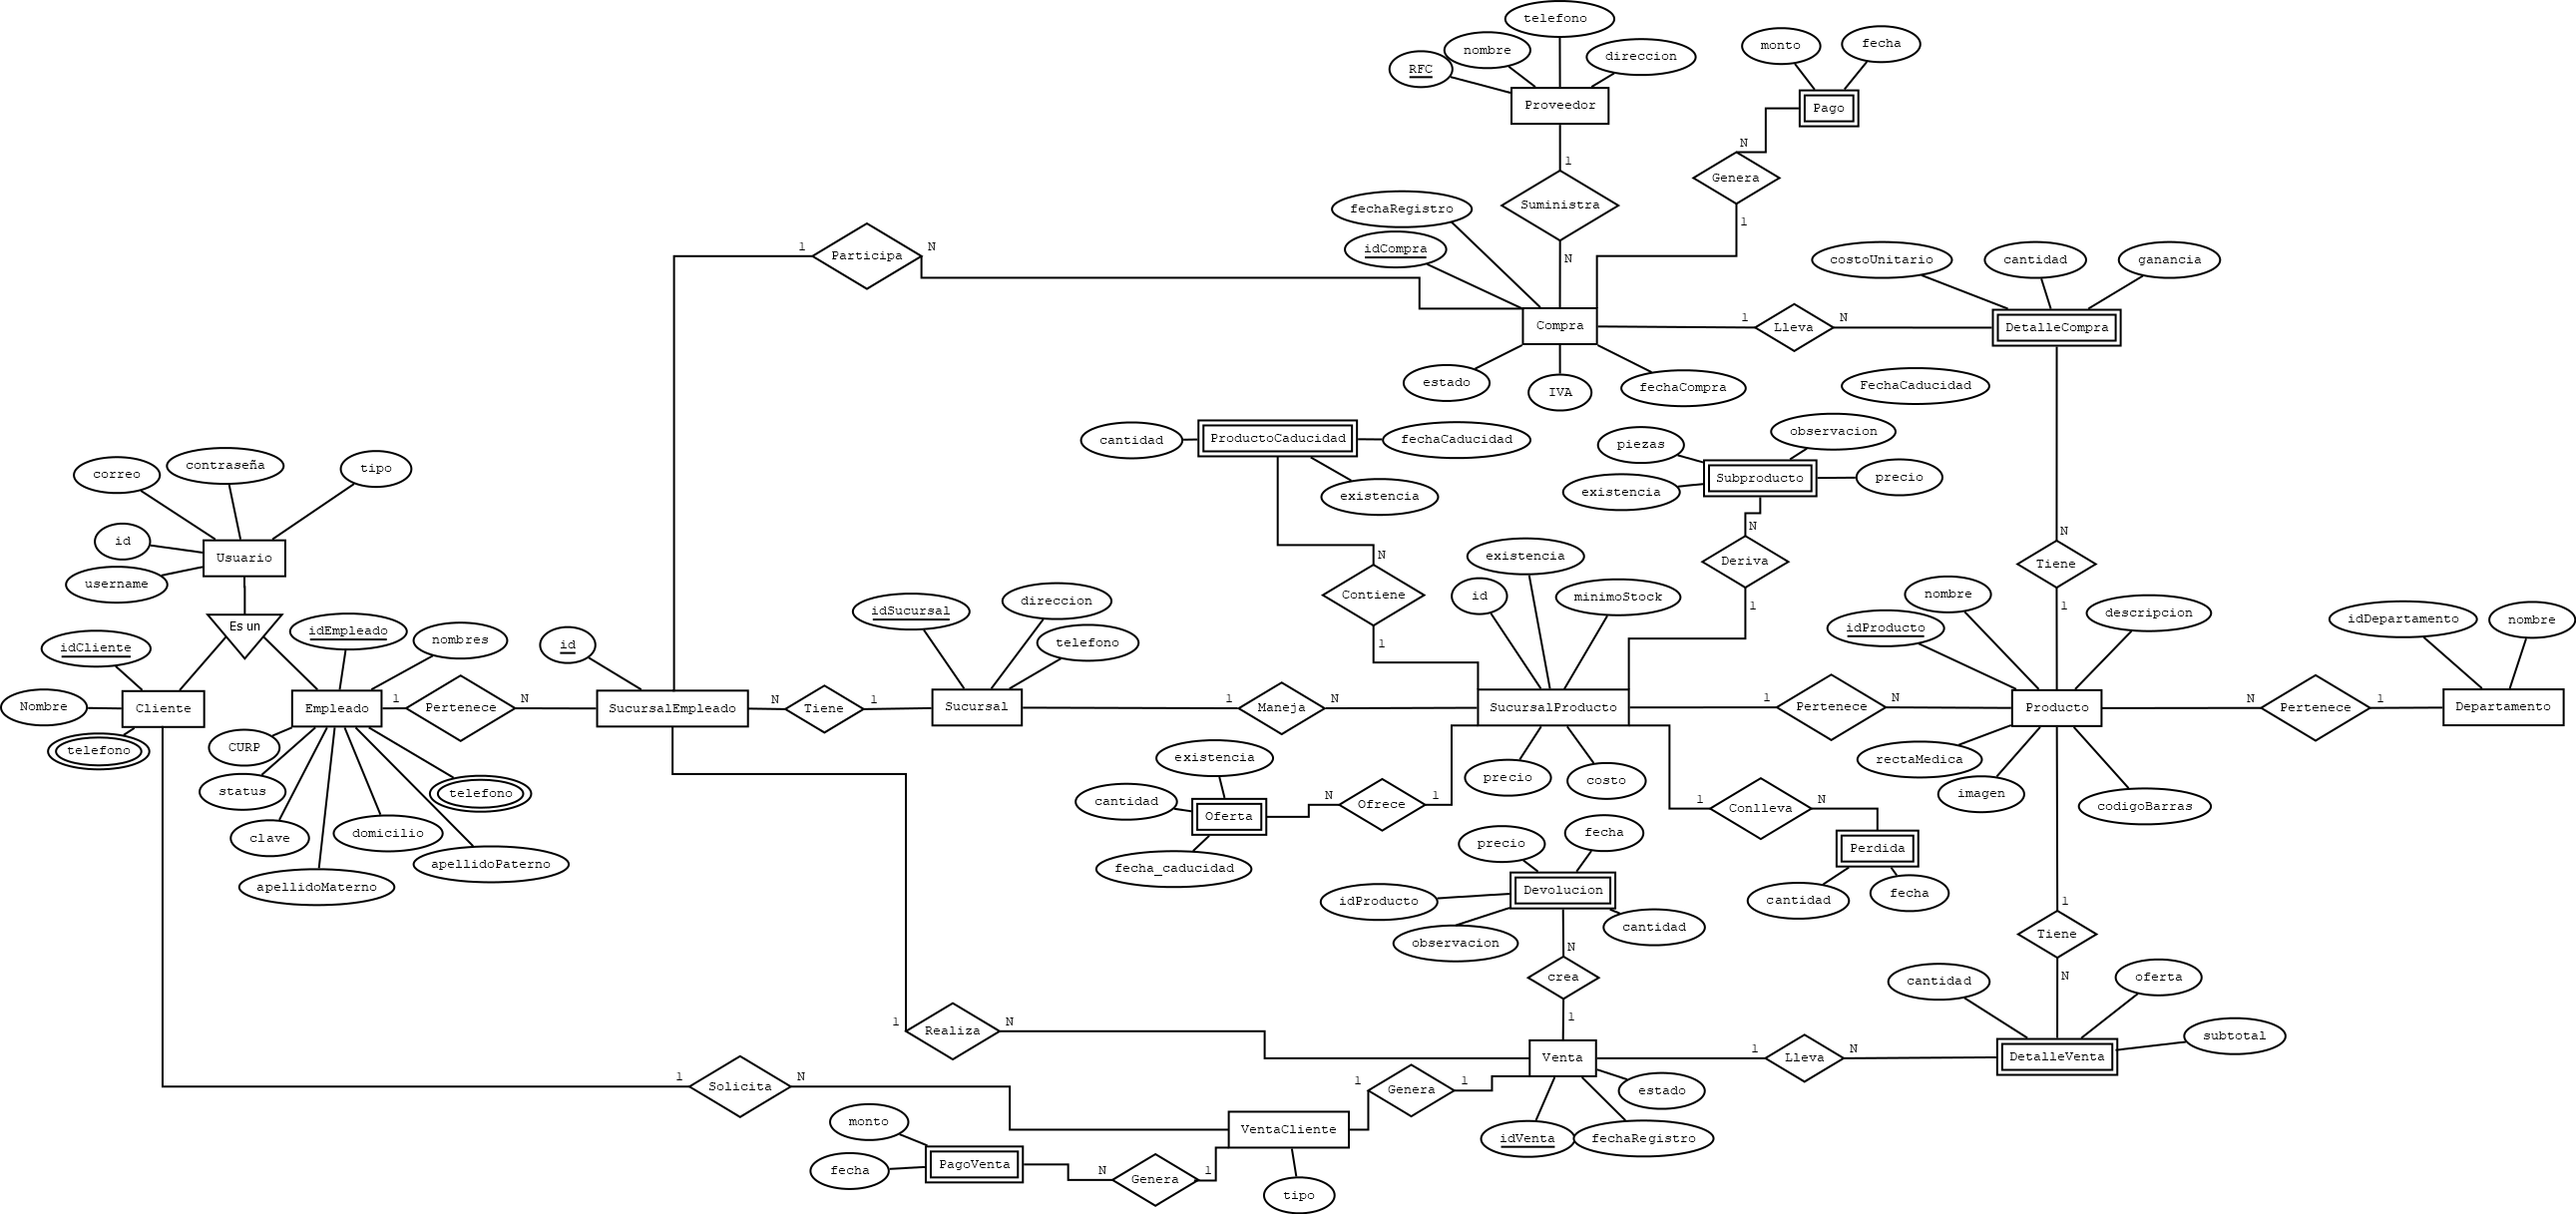 telefono
nombre
RFC
direccion
Proveedor
monto
fecha
Pago
N
Genera
1
1
Suministra
N
fechaRegistro
idCompra
1
Participa
N
costoUnitario
cantidad
ganancia
Compra
1
Lleva
N
DetalleCompra
estado
IVA
fechaCompra
FechaCaducidad
cantidad
ProductoCaducidad
fechaCaducidad
existencia
piezas
observacion
existencia
Subproducto
precio
N
Deriva
1
N
Contiene
1
N
Tiene
1
correo
contraseña
tipo
id
username
Usuario
Es un
idCliente
Nombre
Cliente
telefono
idEmpleado
nombres
Empleado
1
Pertenece
N
CURP
status
clave
apellidoMaterno
domicilio
apellidoPaterno
telefono
id
SucursalEmpleado
N
Tiene
1
idSucursal
direccion
telefono
Sucursal
1
Maneja
N
existencia
id
minimoStock
SucursalProducto
precio
costo
1
Pertenece
N
nombre
idProducto
descripcion
Producto
rectaMedica
imagen
codigoBarras
N
Pertenece
1
idDepartamento
nombre
Departamento
existencia
cantidad
Oferta
fecha_caducidad
N
Ofrece
1
1
Conlleva
N
Perdida
cantidad
fecha
precio
fecha
Devolucion
idProducto
observacion
cantidad
N
crea
1
1
Tiene
N
cantidad
oferta
subtotal
DetalleVenta
1
Realiza
N
Venta
1
Lleva
N
estado
idVenta
fechaRegistro
1
Solicita
N
1
Genera
1
VentaCliente
tipo
monto
fecha
PagoVenta
N
Genera
1